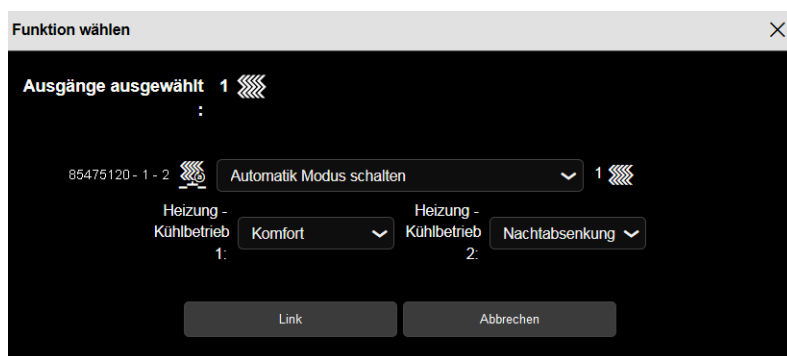 Funktion wählen
Ausgänge ausgewählt 1
:
85475120 - 1 - 2 Automatik Modus schalten 1
Heizung - Heizung -
Kühlbetrieb Komfort Kühlbetrieb Nachtabsenkung
1: 2:
Link Abbrechen